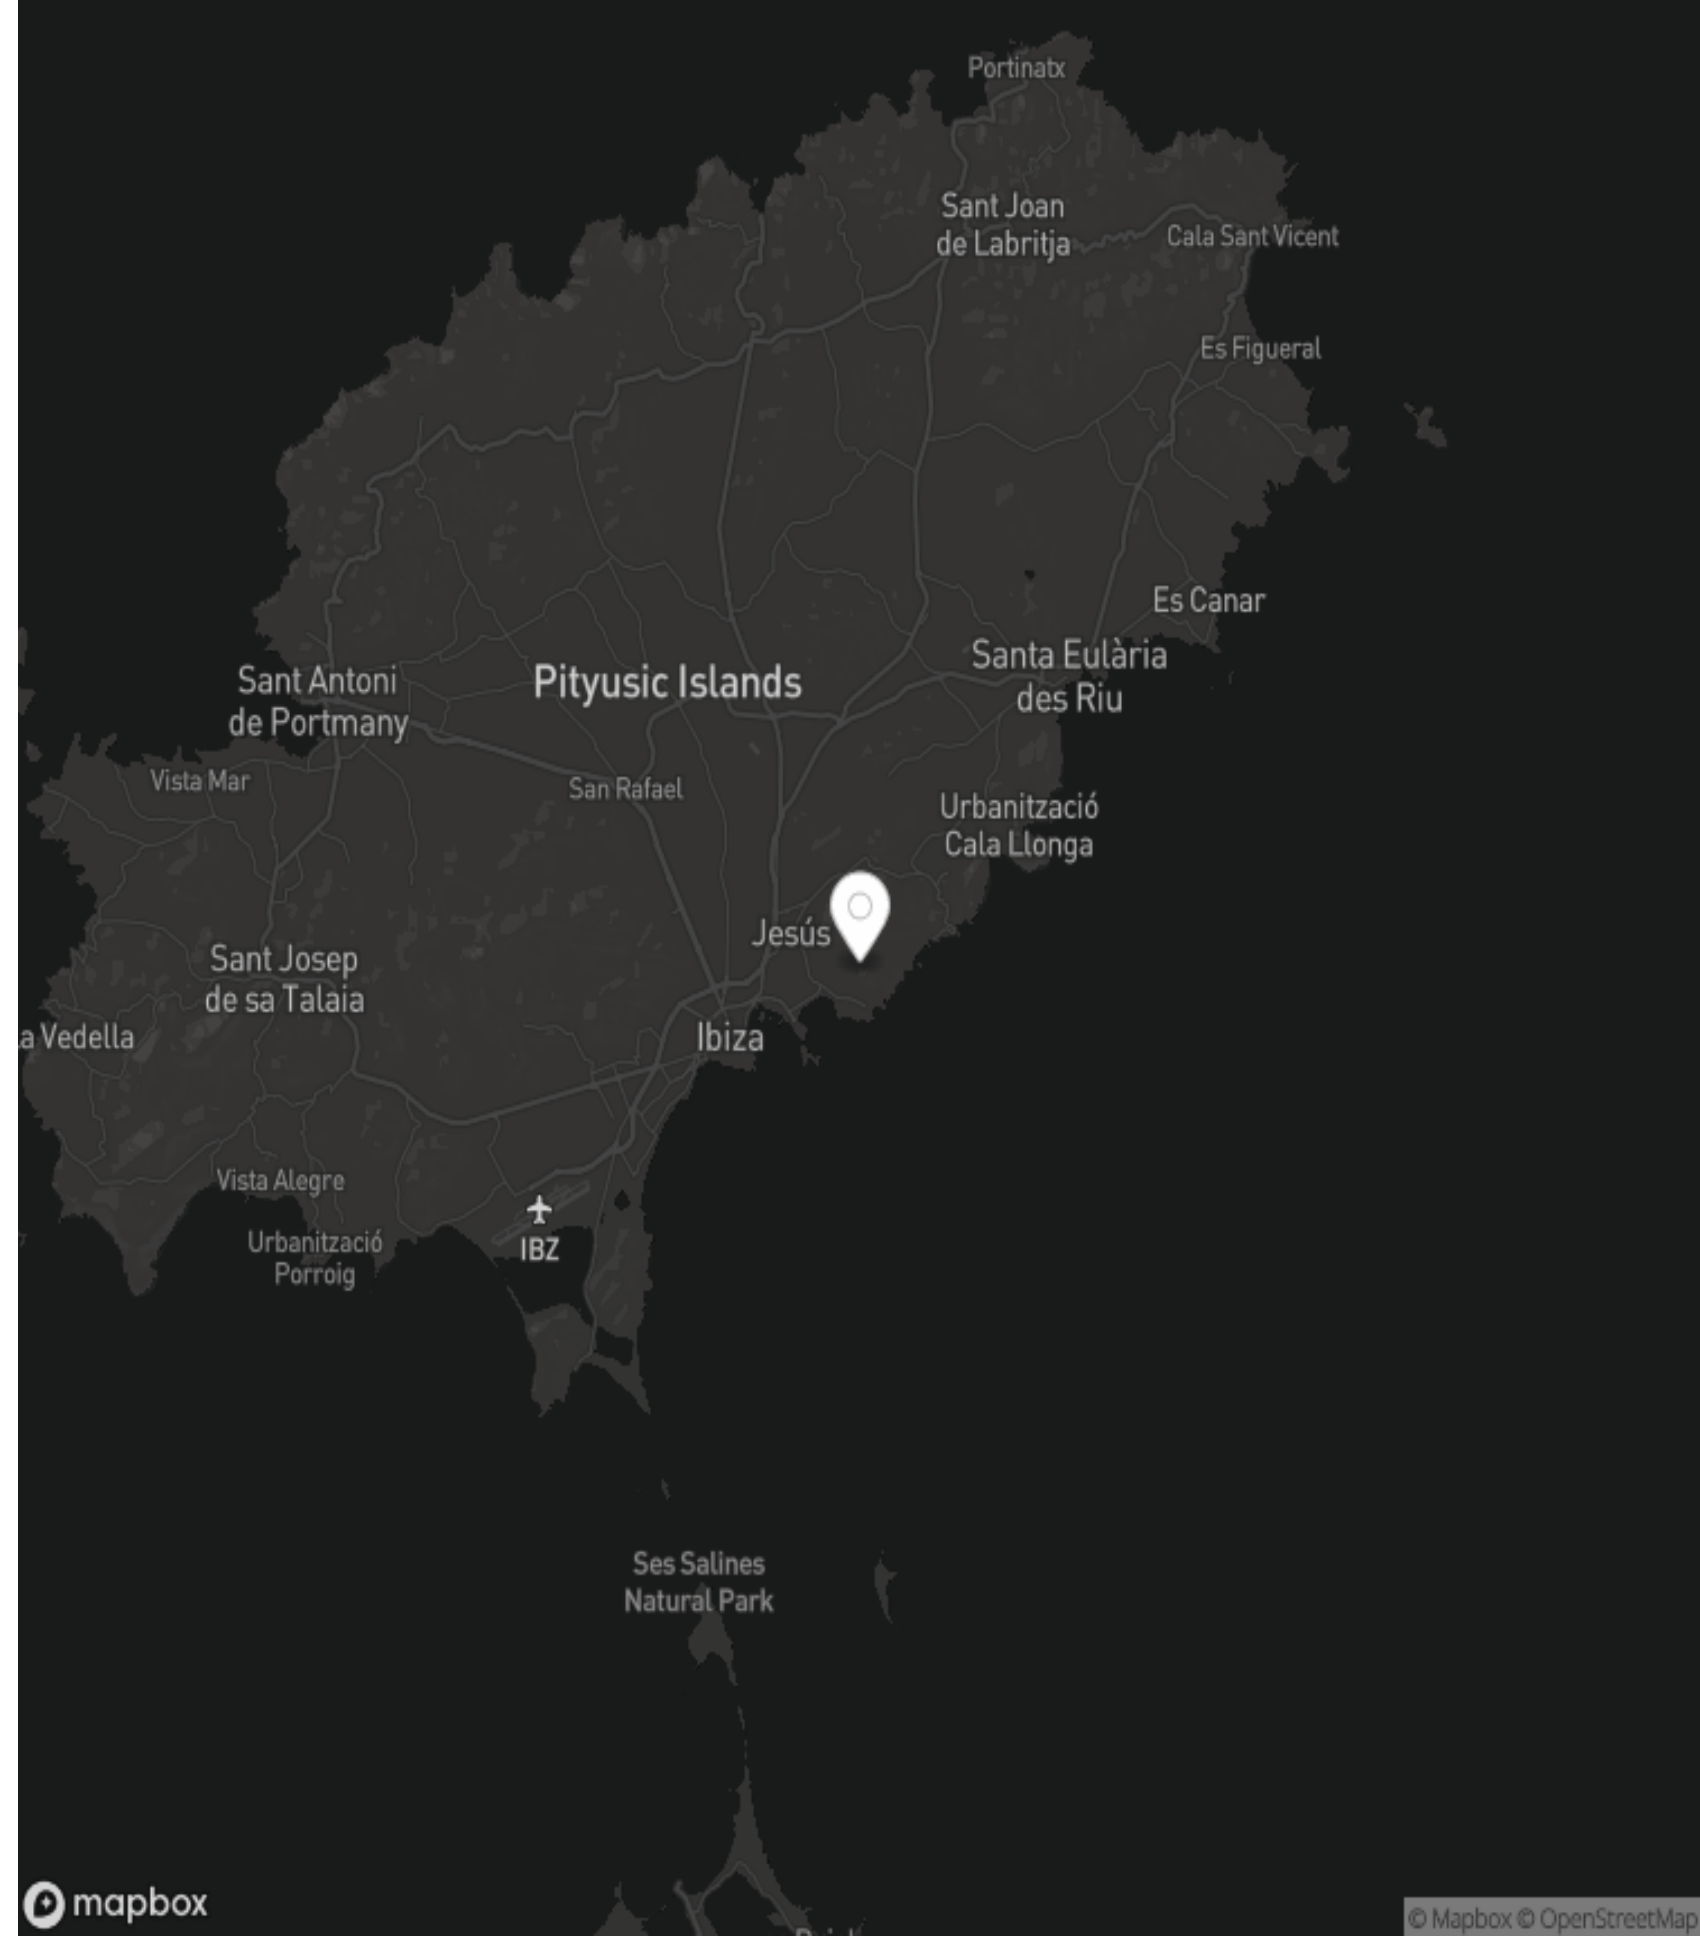 Portinatx
Sant Joan
de Labritja
Cala Sant Vicent
Es Figueral
Es Canar
Santa Eulària
des Riu
Sant Antoni
de Portmany
Pityusic Islands
Vista Mar
San Rafael
Urbanització
Cala Llonga
Jesús
Sant Josep
de sa Talaia
a Vedella
Ibiza
Vista Alegre
Urbanització
Porroig
IBZ
Ses Salines
Natural Park
mapbox
© Mapbox © OpenStreetMap